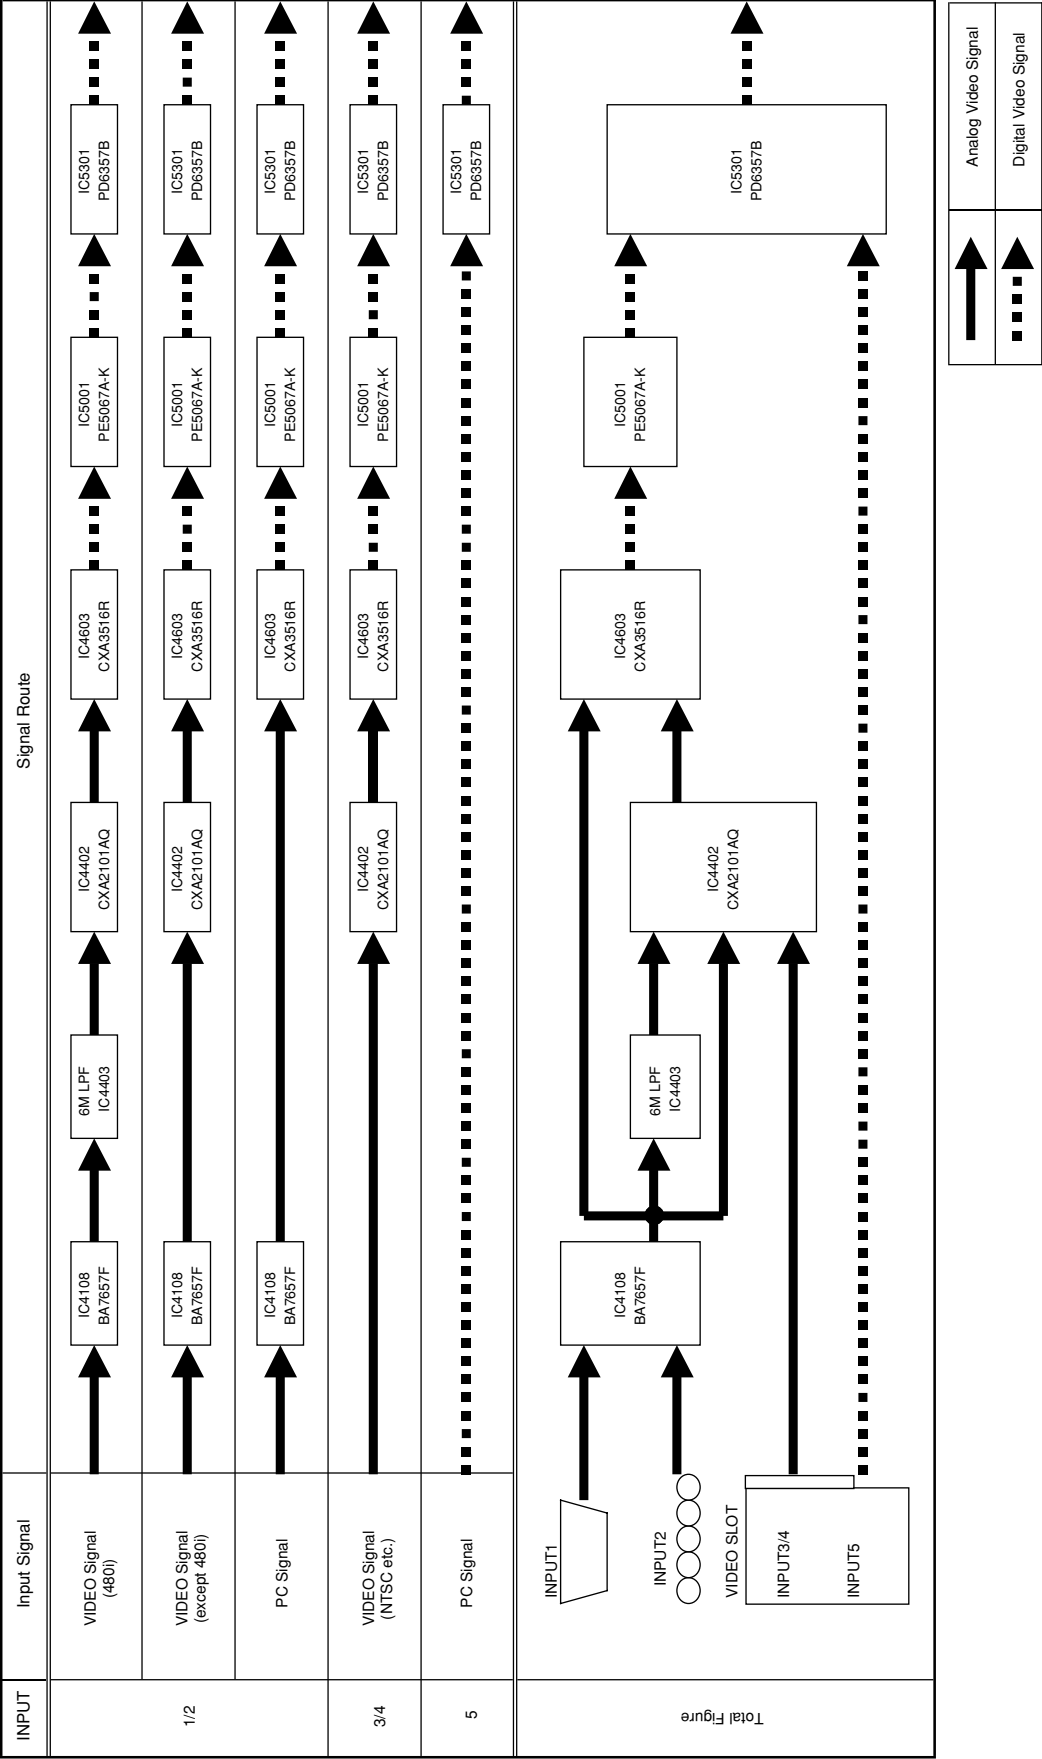 INPUT
Input Signal
Signal Route
1/2
VIDEO Signal
(480i)
IC4108
BA7657F
6M LPF
IC4403
IC4402
CXA2101AQ
IC4603
CXA3516R
IC5001
PE5067A-K
IC5301
PD6357B
VIDEO Signal
(except 480i)
IC4108
BA7657F
IC4402
CXA2101AQ
IC4603
CXA3516R
IC5001
PE5067A-K
IC5301
PD6357B
PC Signal
IC4108
BA7657F
IC4603
CXA3516R
IC5001
PE5067A-K
IC5301
PD6357B
3/4
VIDEO Signal
(NTSC etc.)
IC4402
CXA2101AQ
IC4603
CXA3516R
IC5001
PE5067A-K
IC5301
PD6357B
5
PC Signal
IC5301
PD6357B
Total Figure
INPUT1
INPUT2
VIDEO SLOT
INPUT3/4
INPUT5
IC4108
BA7657F
6M LPF
IC4403
IC4402
CXA2101AQ
IC4603
CXA3516R
IC5001
PE5067A-K
IC5301
PD6357B
Analog Video Signal
Digital Video Signal